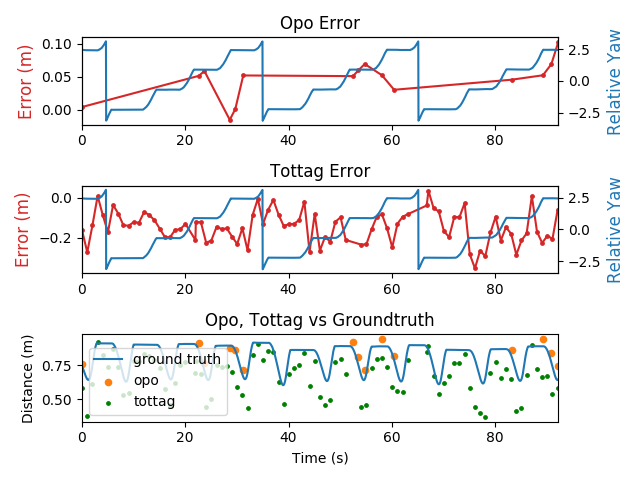 Opo Error
Error (m)
0.10
0.05
0.00
Relative Yaw
2.5
0.0
−2.5
0 20 40 60 80
Tottag Error
Error (m)
0.0
−0.2
Relative Yaw
2.5
0.0
−2.5
0 20 40 60 80
Opo, Tottag vs Groundtruth
Distance (m)
0.75
0.50
ground truth
opo
tottag
0 20 40 60 80
Time (s)